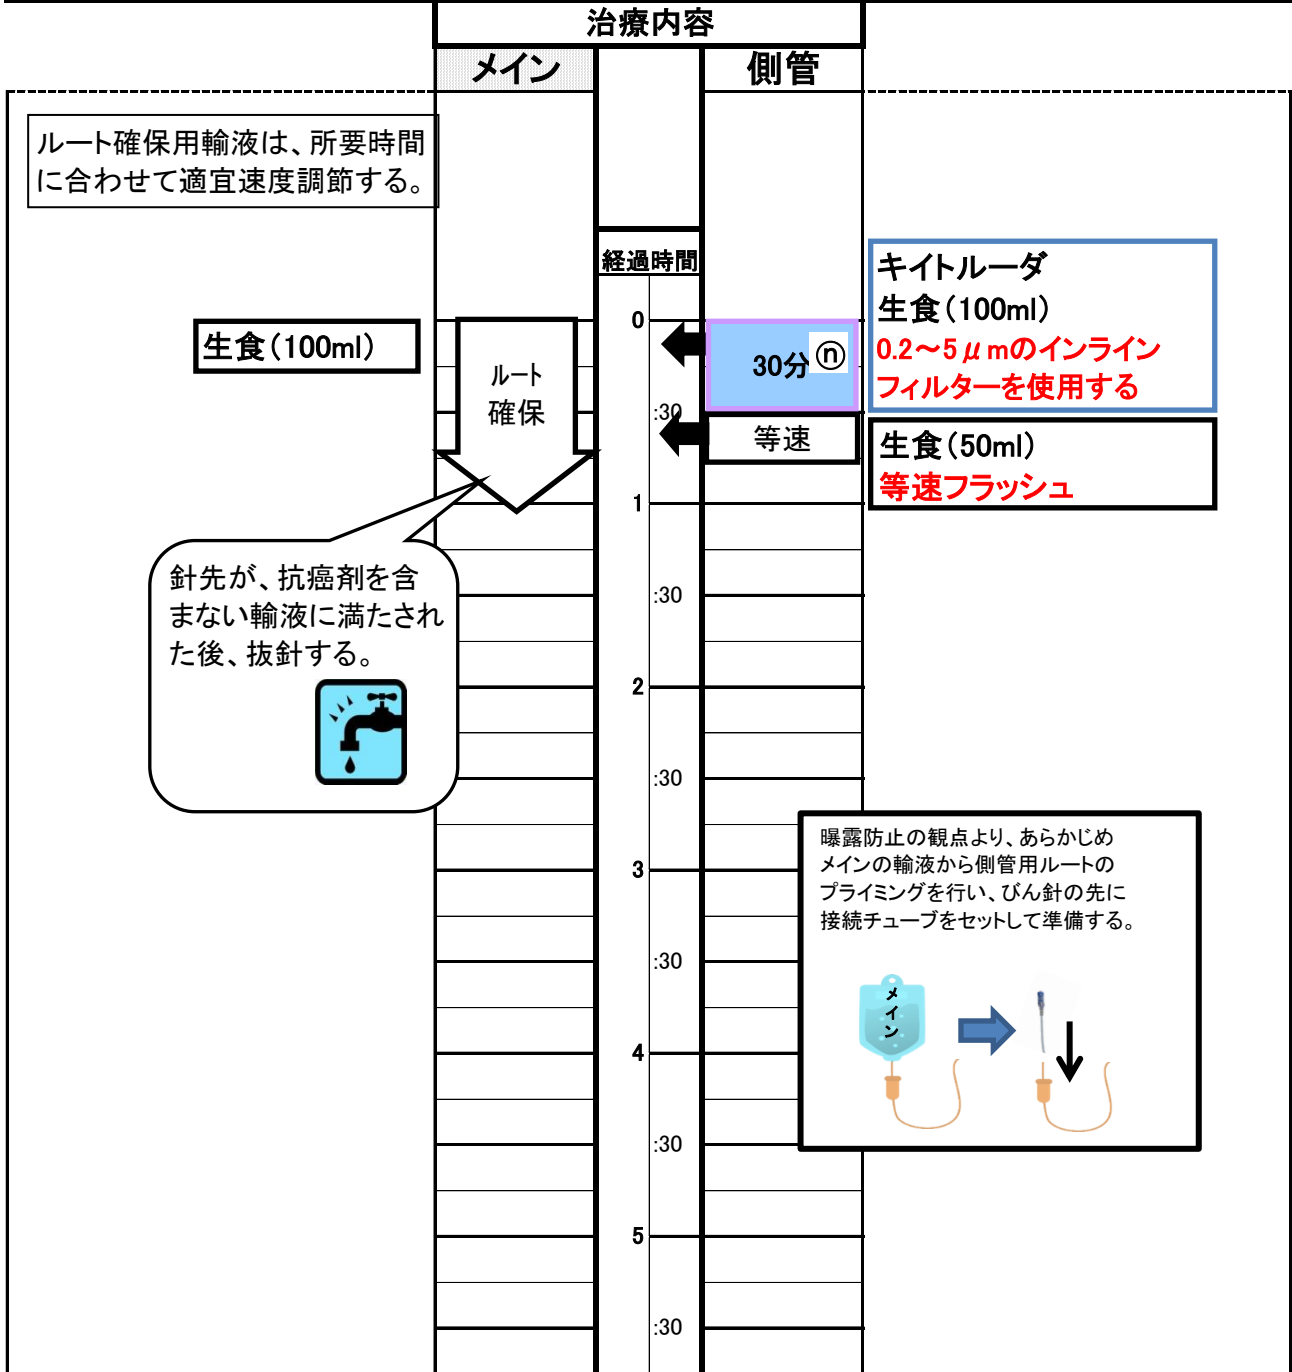 治療内容
メイン
側管
ルート確保用輸液は、所要時間
に合わせて適宜速度調節する。
経過時間
キイトルーダ
生食(100ml)
0.2~5μmのインライン
フィルターを使用する
生食(100ml)
ルート
確保
0
30分
ⓝ
:30
等速
生食(50ml)
等速フラッシュ
1
針先が、抗癌剤を含
まない輸液に満たされ
た後、抜針する。
:30
2
:30
曝露防止の観点より、あらかじめ
メインの輸液から側管用ルートの
プライミングを行い、びん針の先に
接続チューブをセットして準備する。
メイン
3
:30
4
:30
5
:30